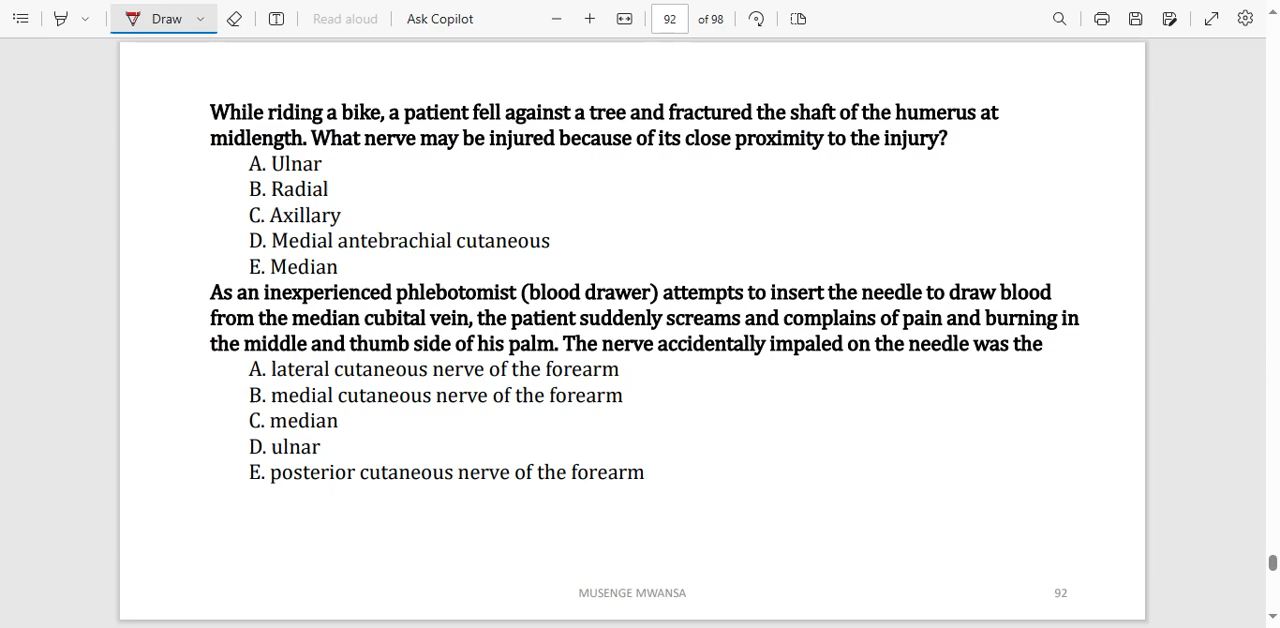 Draw
Read aloud
Ask Copilot
92
of 98
While riding a bike, a patient fell against a tree and fractured the shaft of the humerus at
midlength. What nerve may be injured because of its close proximity to the injury?
A. Ulnar
B. Radial
C. Axillary
D. Medial antebrachial cutaneous
E. Median
As an inexperienced phlebotomist (blood drawer) attempts to insert the needle to draw blood
from the median cubital vein, the patient suddenly screams and complains of pain and burning in
the middle and thumb side of his palm. The nerve accidentally impaled on the needle was the
A. lateral cutaneous nerve of the forearm
B. medial cutaneous nerve of the forearm
C. median
D. ulnar
E. posterior cutaneous nerve of the forearm
MUSENGE MWANSA
92